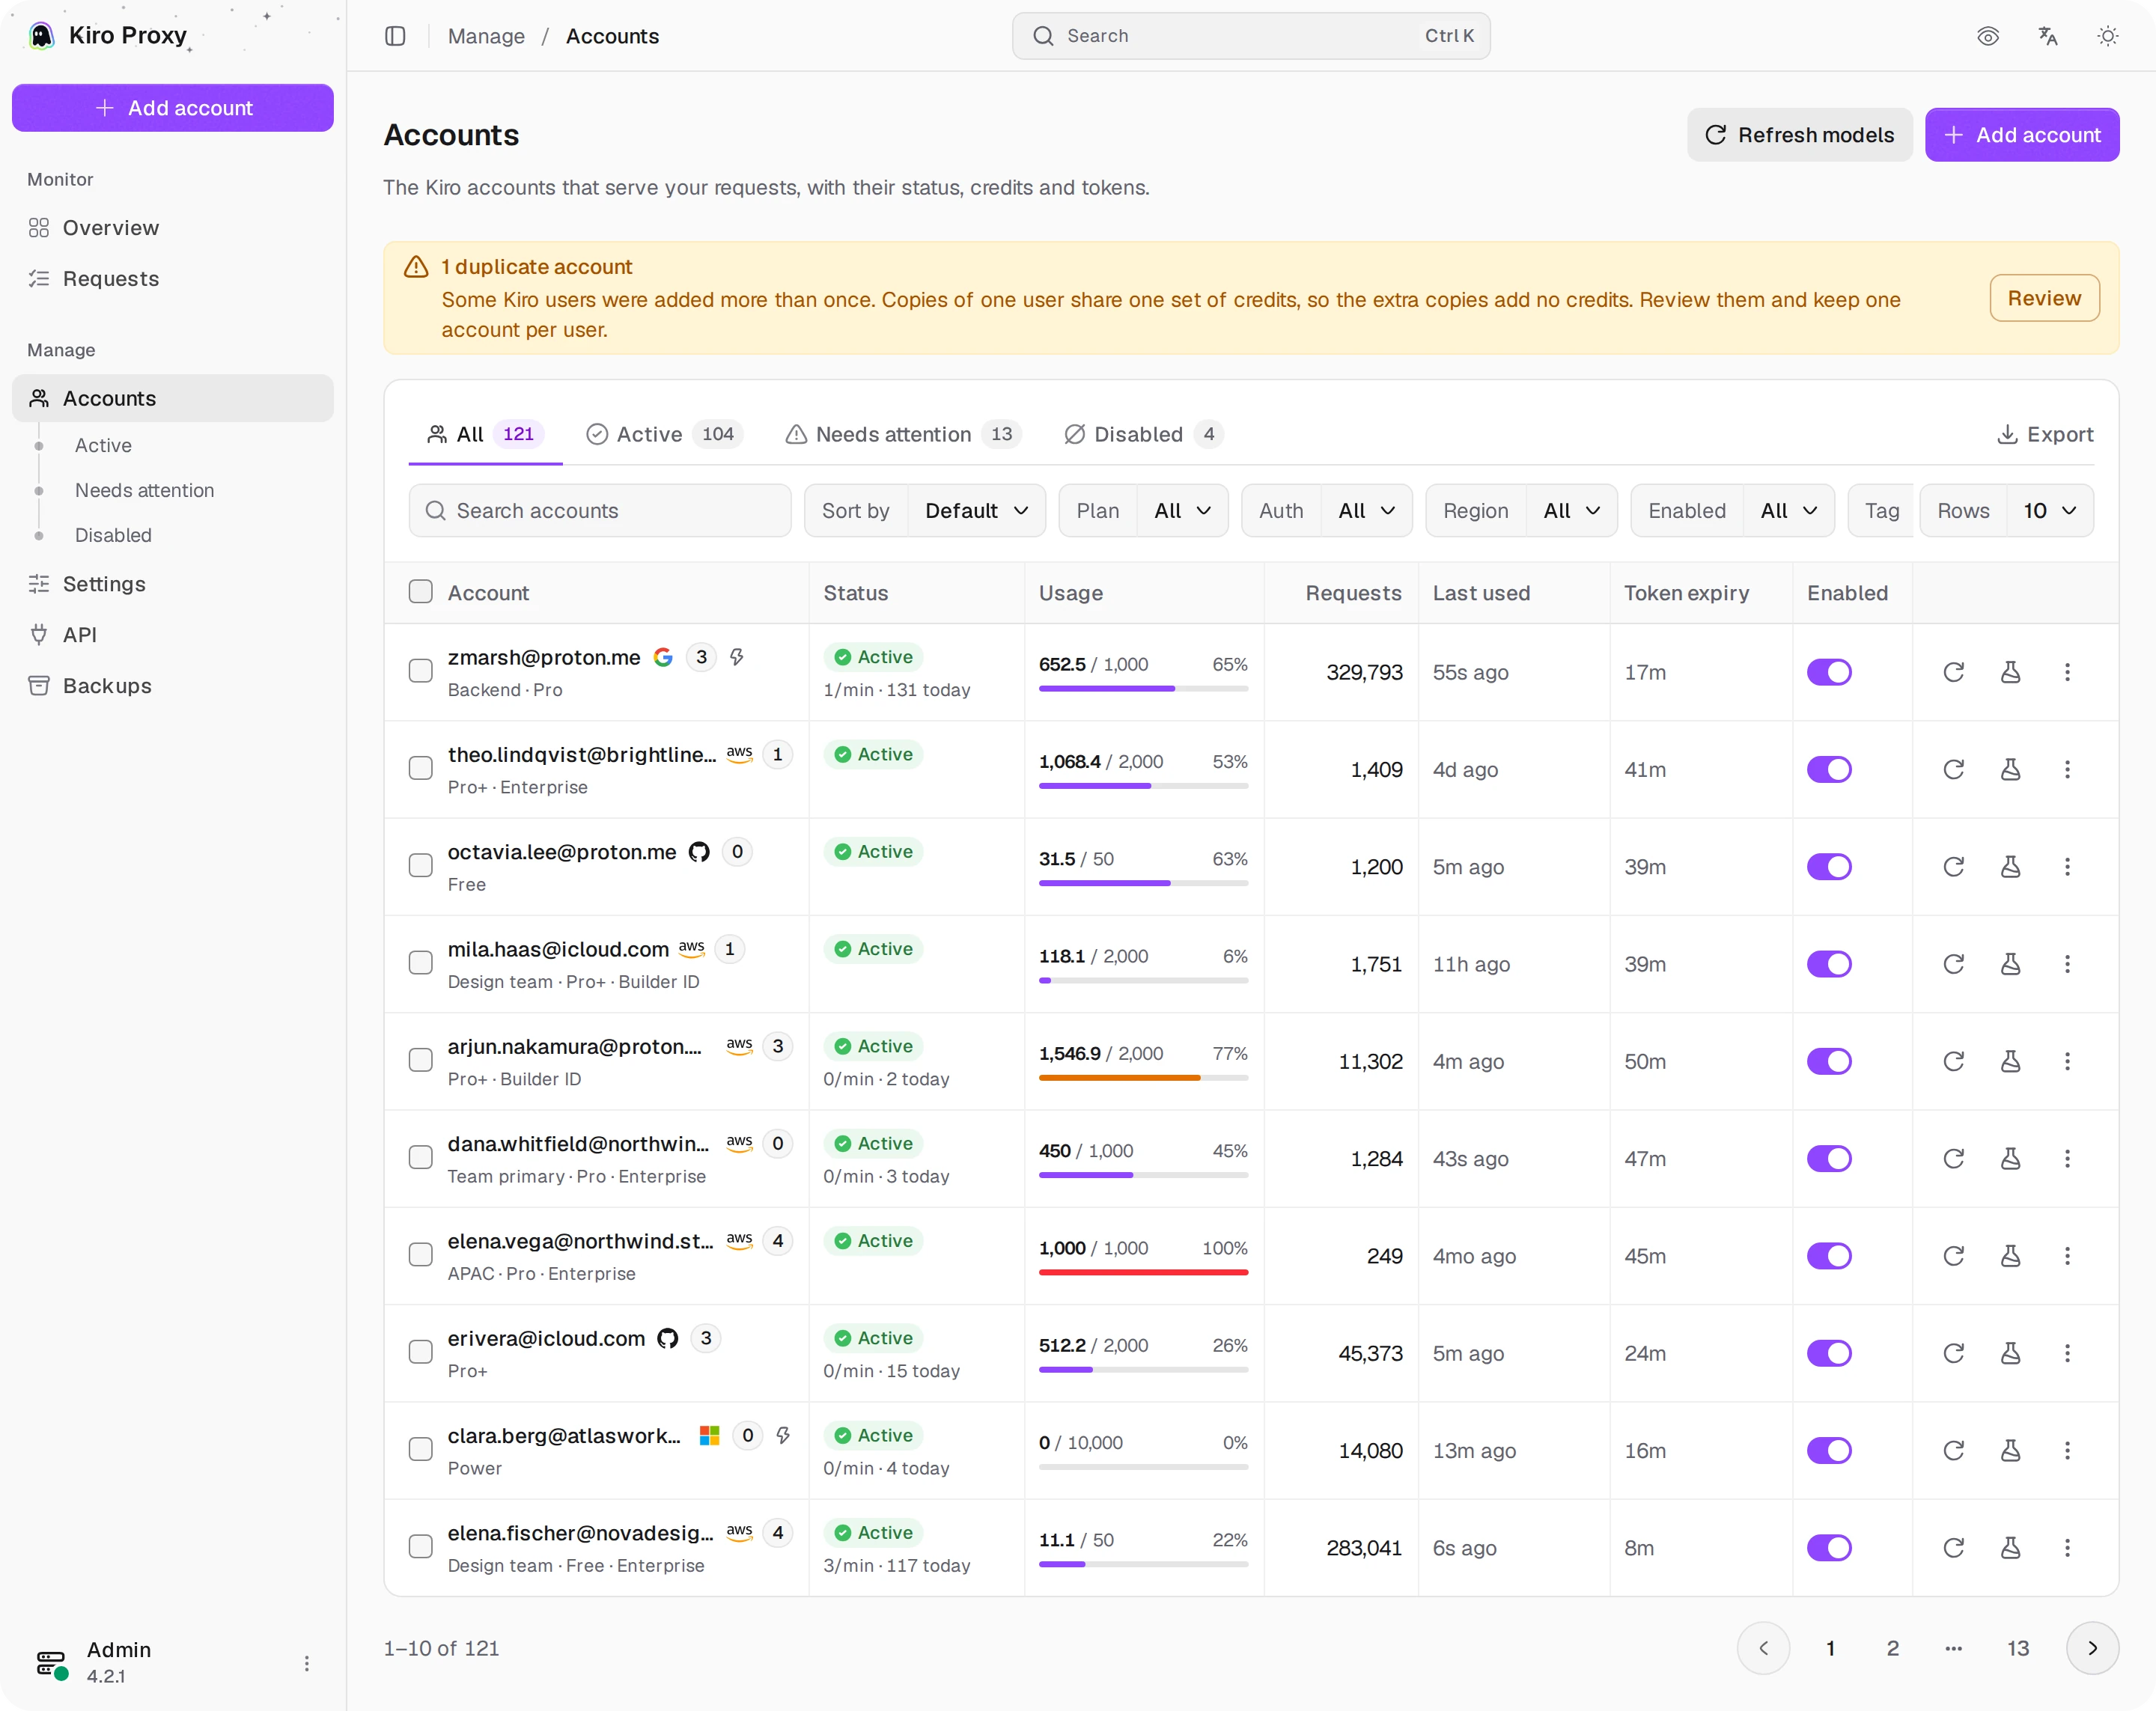 Kiro Proxy
Add account
Monitor
Overview
Requests
Manage
Accounts
Active
Needs attention
Disabled
Settings
API
Backups
Admin
4.2.1
Manage / Accounts
Search Ctrl K
Accounts
Refresh models
Add account
The Kiro accounts that serve your requests, with their status, credits and tokens.
1 duplicate account
Some Kiro users were added more than once. Copies of one user share one set of credits, so the extra copies add no credits. Review them and keep one
account per user.
Review
All 121 Active 104 Needs attention 13 Disabled 4 Export
Search accounts Sort by Default Plan All Auth All Region All Enabled All Tag Rows 10
Account Status Usage Requests Last used Token expiry Enabled
zmarsh@proton.me 3 Active 652.5 / 1,000 65% 329,793 55s ago 17m
Backend · Pro 1/min · 131 today
theo.lindqvist@brightline... aws 1 Active 1,068.4 / 2,000 53% 1,409 4d ago 41m
Pro+ · Enterprise
octavia.lee@proton.me 0 Active 31.5 / 50 63% 1,200 5m ago 39m
Free
mila.haas@icloud.com aws 1 Active 118.1 / 2,000 6% 1,751 11h ago 39m
Design team · Pro+ · Builder ID
arjun.nakamura@proton.... aws 3 Active 1,546.9 / 2,000 77% 11,302 4m ago 50m
Pro+ · Builder ID 0/min · 2 today
dana.whitfield@northwin... aws 0 Active 450 / 1,000 45% 1,284 43s ago 47m
Team primary · Pro · Enterprise 0/min · 3 today
elena.vega@northwind.st... aws 4 Active 1,000 / 1,000 100% 249 4mo ago 45m
APAC · Pro · Enterprise
erivera@icloud.com 3 Active 512.2 / 2,000 26% 45,373 5m ago 24m
Pro+ 0/min · 15 today
clara.berg@atlaswork... 0 Active 0 / 10,000 0% 14,080 13m ago 16m
Power 0/min · 4 today
elena.fischer@novadesig... aws 4 Active 11.1 / 50 22% 283,041 6s ago 8m
Design team · Free · Enterprise 3/min · 117 today
1–10 of 121
1 2 ... 13